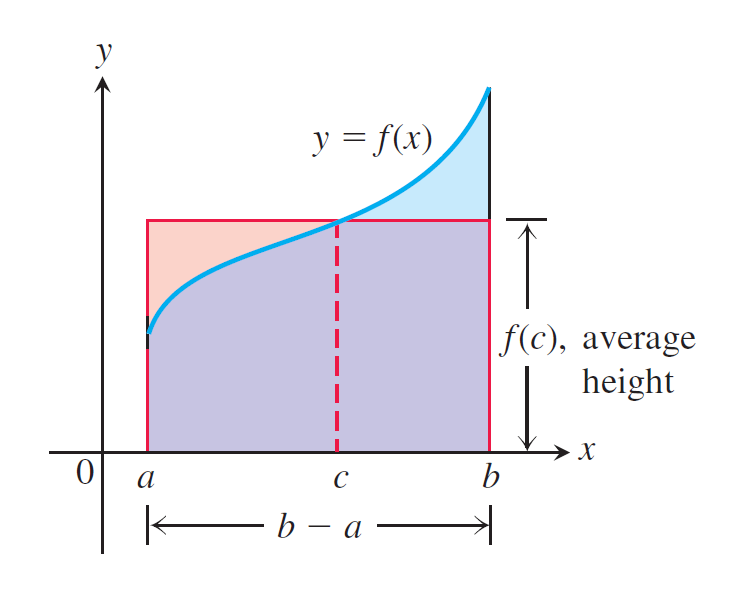 y
y = f(x)
f(c), average
height
x
0
a
c
b
b − a